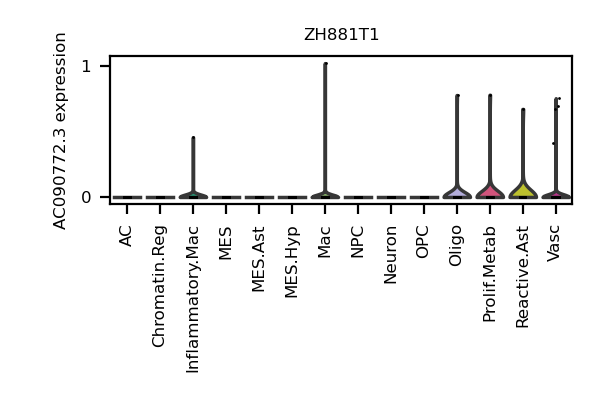 ZH881T1
AC090772.3 expression
1
0
AC
Chromatin.Reg
Inflammatory.Mac
MES
MES.Ast
MES.Hyp
Mac
NPC
Neuron
OPC
Oligo
Prolif.Metab
Reactive.Ast
Vasc